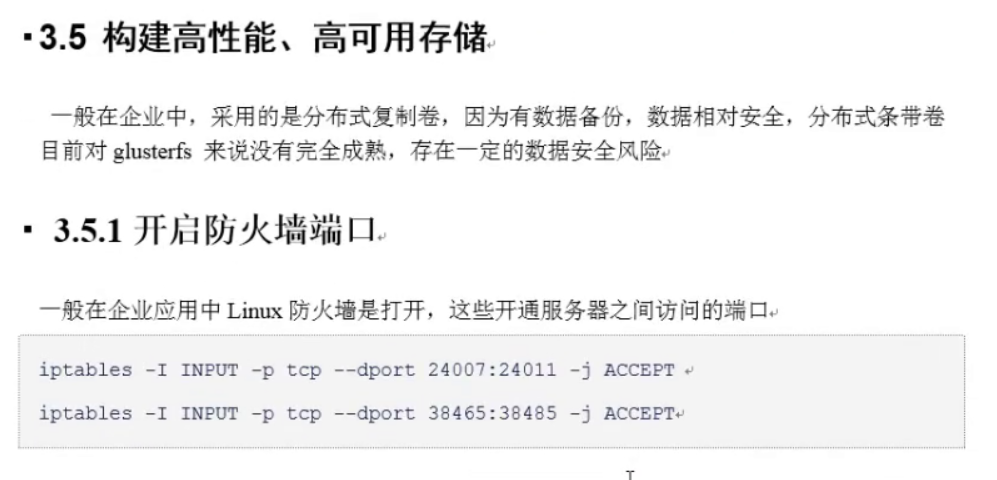 ▪3.5 构建高性能、高可用存储
一般在企业中，采用的是分布式复制卷，因为有数据备份，数据相对安全，分布式条带卷
目前对 glusterfs 来说没有完全成熟，存在一定的数据安全风险
▪ 3.5.1 开启防火墙端口
一般在企业应用中 Linux 防火墙是打开，这些开通服务器之间访问的端口
iptables -I INPUT -p tcp --dport 24007:24011 -j ACCEPT
iptables -I INPUT -p tcp --dport 38465:38485 -j ACCEPT